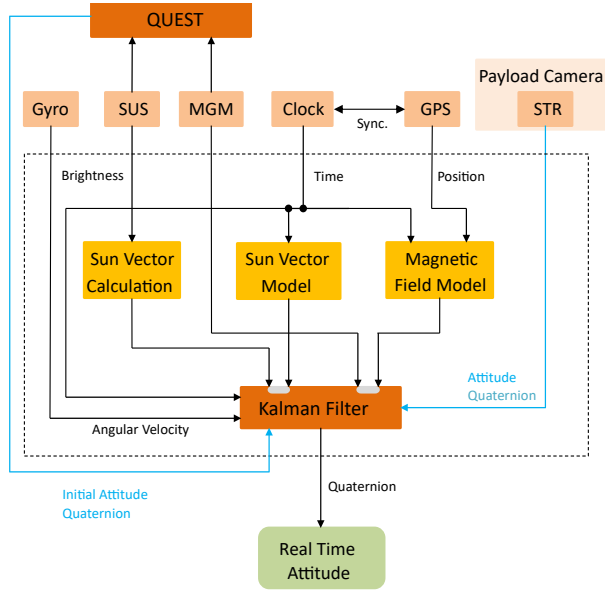 QUEST
Payload Camera
Gyro
SUS
MGM
Clock
GPS
STR
Sync.
Brightness
Time
Position
Sun Vector
Calculation
Sun Vector
Model
Magnetic
Field Model
Attitude
Quaternion
Kalman Filter
Angular Velocity
Initial Attitude
Quaternion
Quaternion
Real Time
Attitude